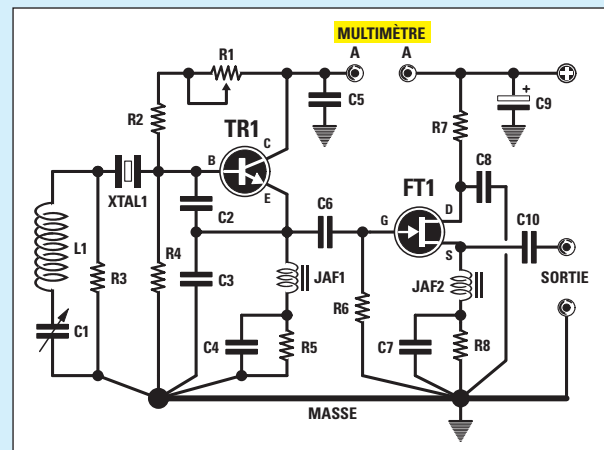 MULTIMÈTRE
A
A
R1
C5
C9
+
R2
TR1
R7
C
B
E
C8
FT1
XTAL1
C2
C6
G
D
S
C10
L1
R3
R4
C3
JAF1
R6
JAF2
SORTIE
C1
C4
R5
C7
R8
MASSE